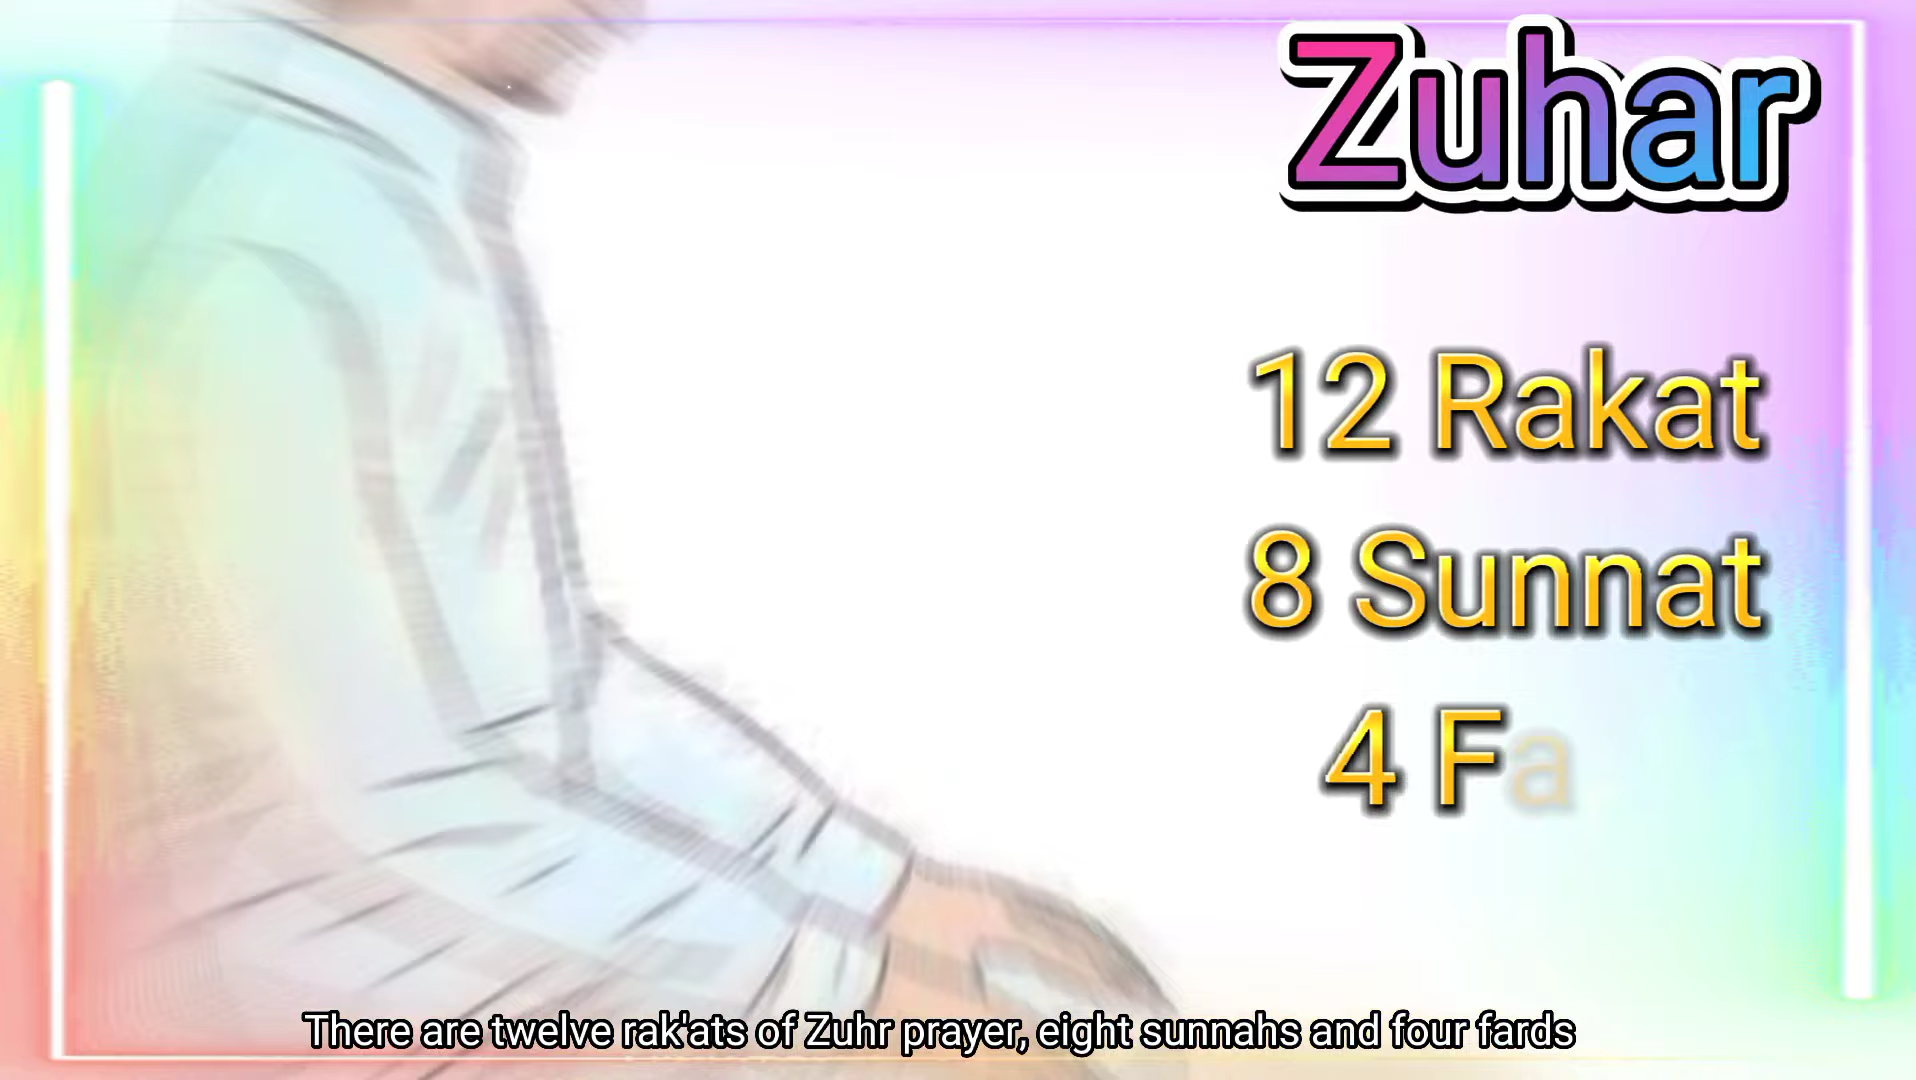 Zuhar
12 Rakat
8 Sunnat
4 Fa
There are twelve rak'ats of Zuhr prayer, eight sunnahs and four fards